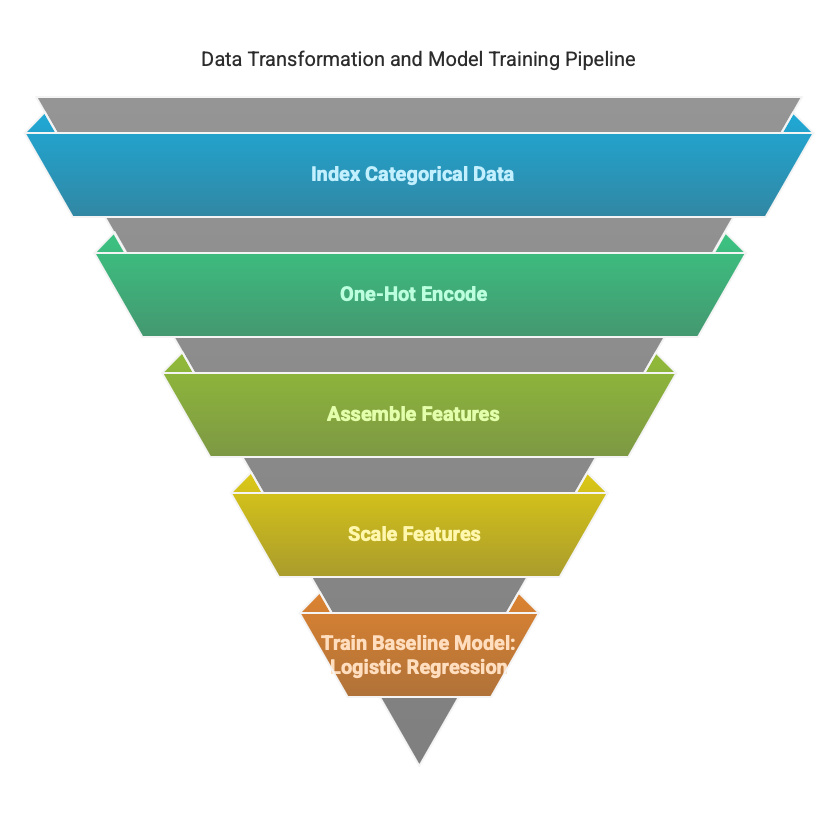 Data Transformation and Model Training Pipeline
Index Categorical Data
One-Hot Encode
Assemble Features
Scale Features
Train Baseline Model:
Logistic Regression